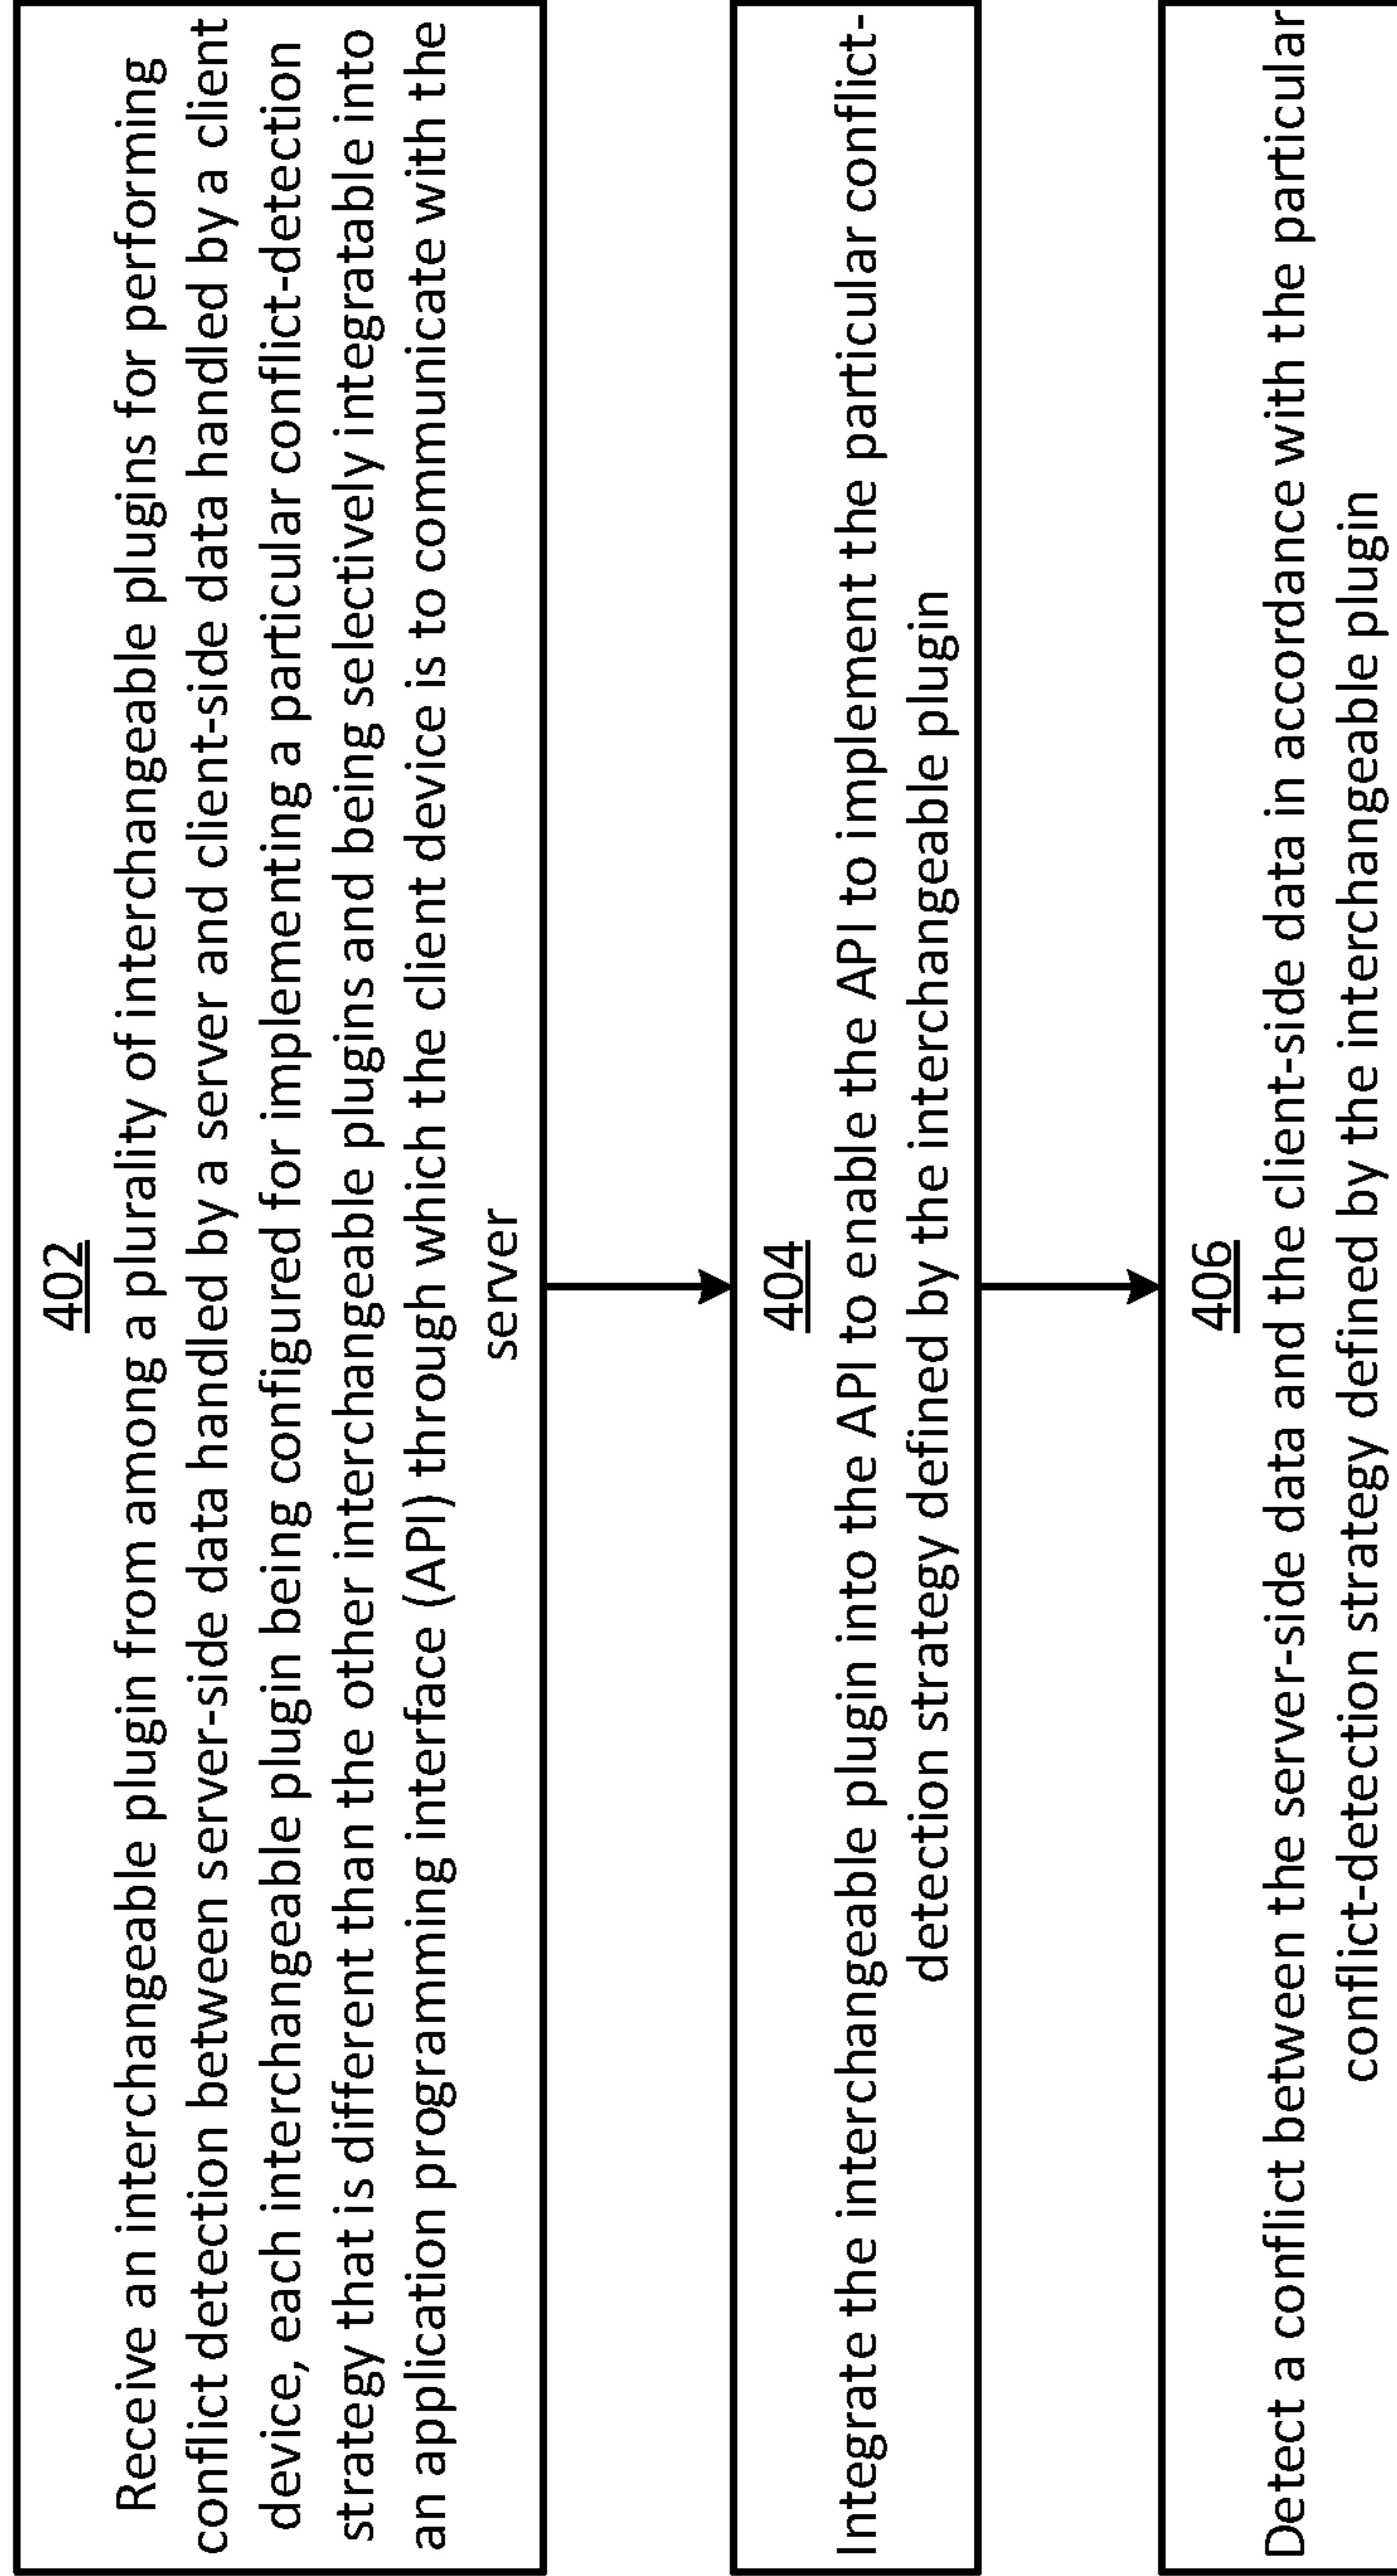 402
Receive an interchangeable plugin from among a plurality of interchangeable plugins for performing
conflict detection between server-side data handled by a server and client-side data handled by a client
device, each interchangeable plugin being configured for implementing a particular conflict-detection
strategy that is different than the other interchangeable plugins and being selectively integratable into
an application programming interface (API) through which the client device is to communicate with the
server
404
Integrate the interchangeable plugin into the API to enable the API to implement the particular conflict-
detection strategy defined by the interchangeable plugin
406
Detect a conflict between the server-side data and the client-side data in accordance with the particular
conflict-detection strategy defined by the interchangeable plugin